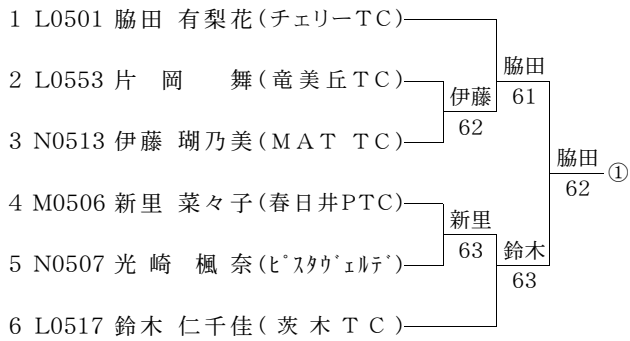 1 L0501 脇田 有梨花(チェリーTC)
脇田
2 L0553 片岡 舞(竜美丘TC)
伊藤 61
62
3 N0513 伊藤 瑚乃美(MAT TC)
脇田
62 ①
4 M0506 新里 菜々子(春日井PTC)
新里
63 鈴木
5 N0507 光崎 楓奈(ﾋﾟｽﾀｳﾞｪﾙﾃﾞ)
63
6 L0517 鈴木 仁千佳(茨木TC)